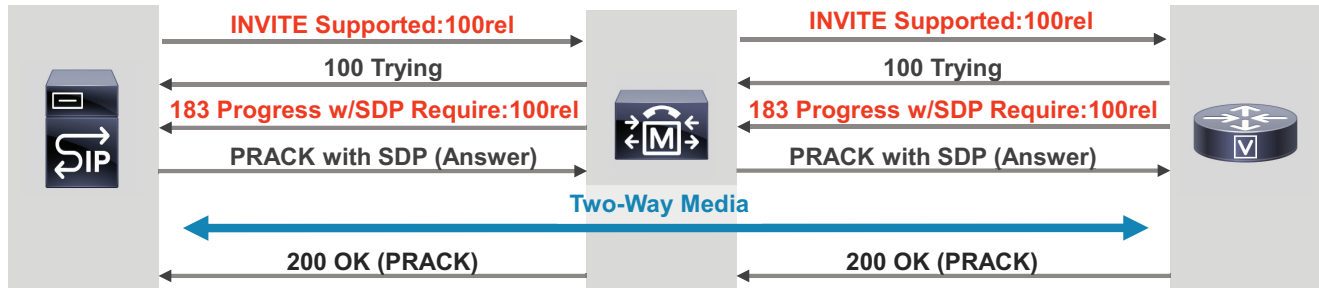 INVITE Supported:100rel
INVITE Supported:100rel
100 Trying
100 Trying
183 Progress w/SDP Require:100rel
183 Progress w/SDP Require:100rel
SIP
M
V
PRACK with SDP (Answer)
PRACK with SDP (Answer)
Two-Way Media
200 OK (PRACK)
200 OK (PRACK)